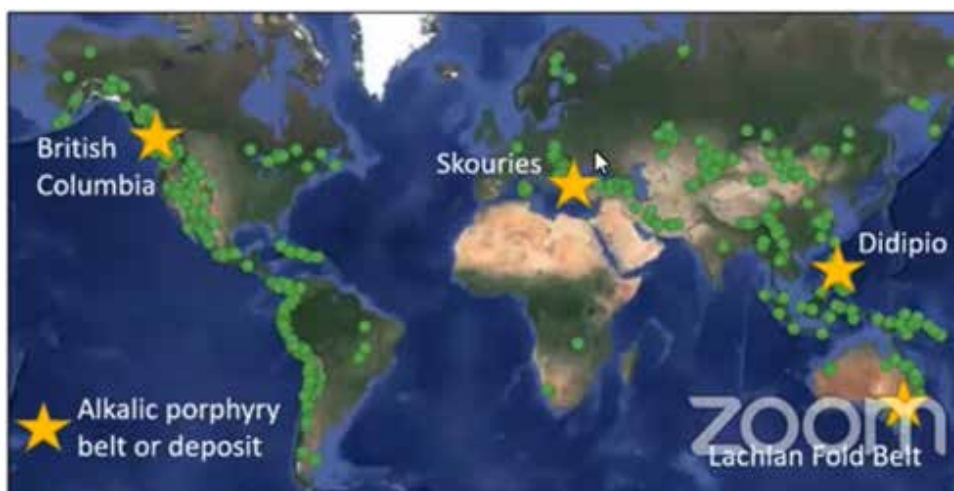 British
Columbia
Skouries
Didipio
Alkalic porphyry
belt or deposit
zoom
Lachlan Fold Belt